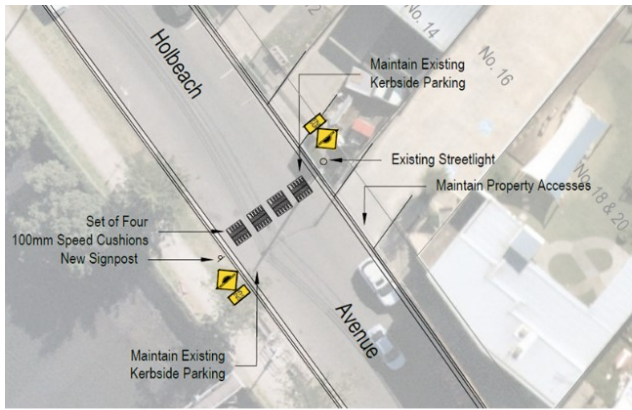 Holbeach
12
No. 14
No. 16
Maintain Existing
Kerbside Parking
Existing Streetlight
Maintain Property Accesses
No. 18 & 20
Set of Four
100mm Speed Cushions
New Signpost
Avenue
Maintain Existing
Kerbside Parking